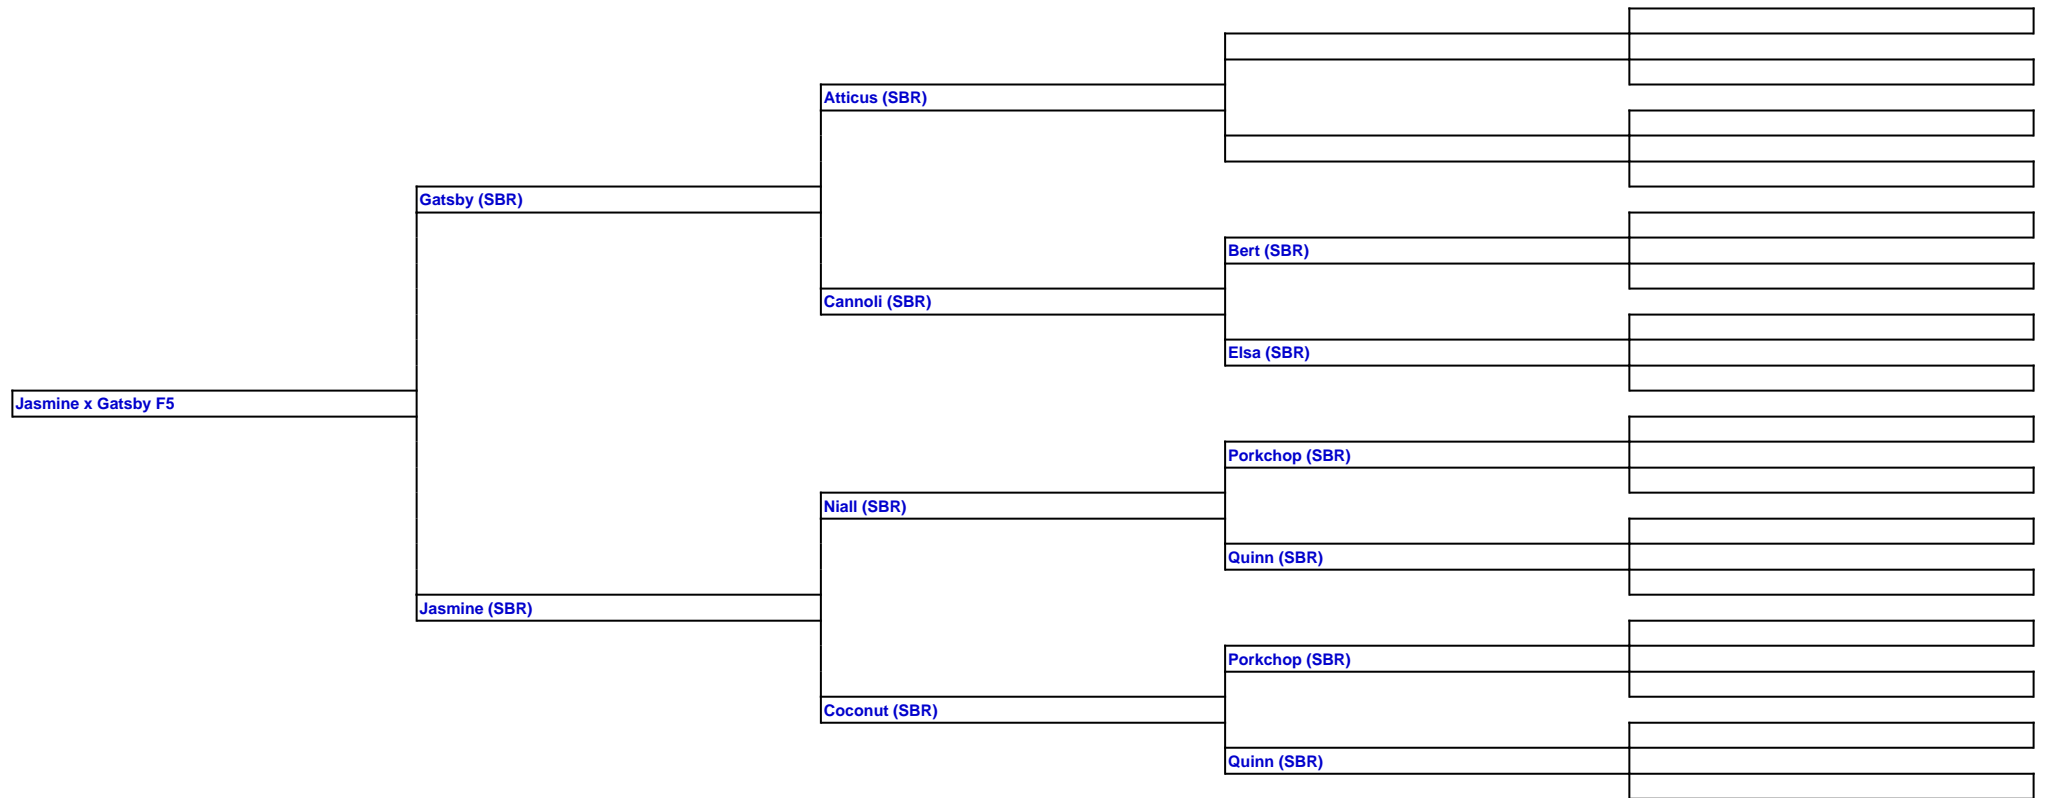 Atticus (SBR)
Gatsby (SBR)
Bert (SBR)
Cannoli (SBR)
Elsa (SBR)
Jasmine x Gatsby F5
Porkchop (SBR)
Niall (SBR)
Quinn (SBR)
Jasmine (SBR)
Porkchop (SBR)
Coconut (SBR)
Quinn (SBR)